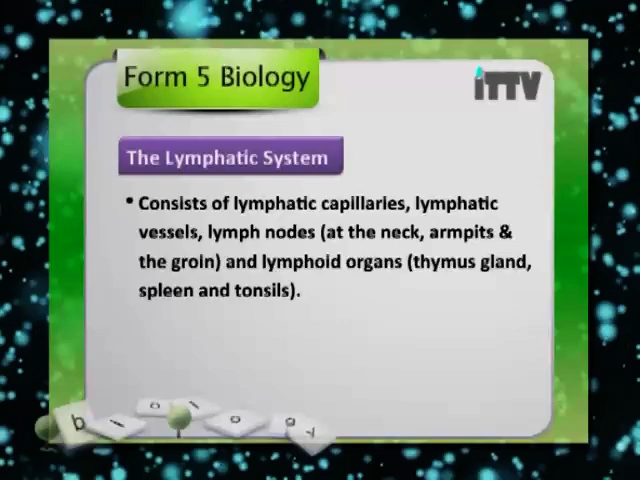 Form 5 Biology
iTTV
The Lymphatic System
• Consists of lymphatic capillaries, lymphatic
vessels, lymph nodes (at the neck, armpits &
the groin) and lymphoid organs (thymus gland,
spleen and tonsils).
b i o l o g y